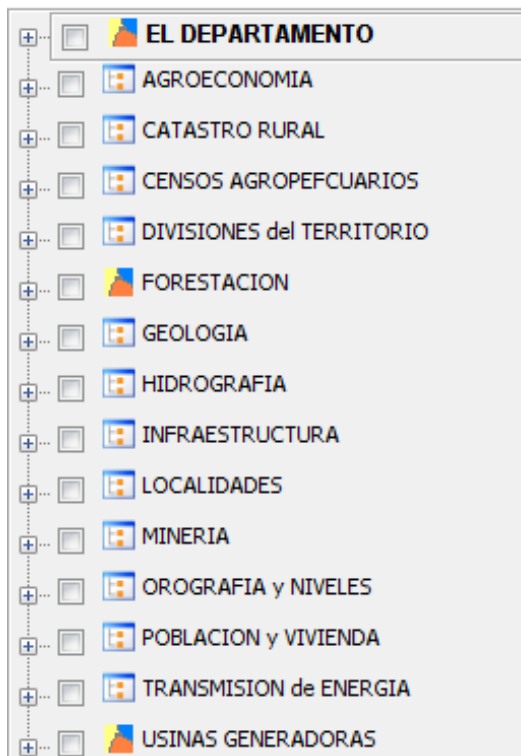 EL DEPARTAMENTO
AGROECONOMIA
CATASTRO RURAL
CENSOS AGROPEFCUARIOS
DIVISIONES del TERRITORIO
FORESTACION
GEOLOGIA
HIDROGRAFIA
INFRAESTRUCTURA
LOCALIDADES
MINERIA
OROGRAFIA y NIVELES
POBLACION y VIVIENDA
TRANSMISION de ENERGIA
USINAS GENERADORAS